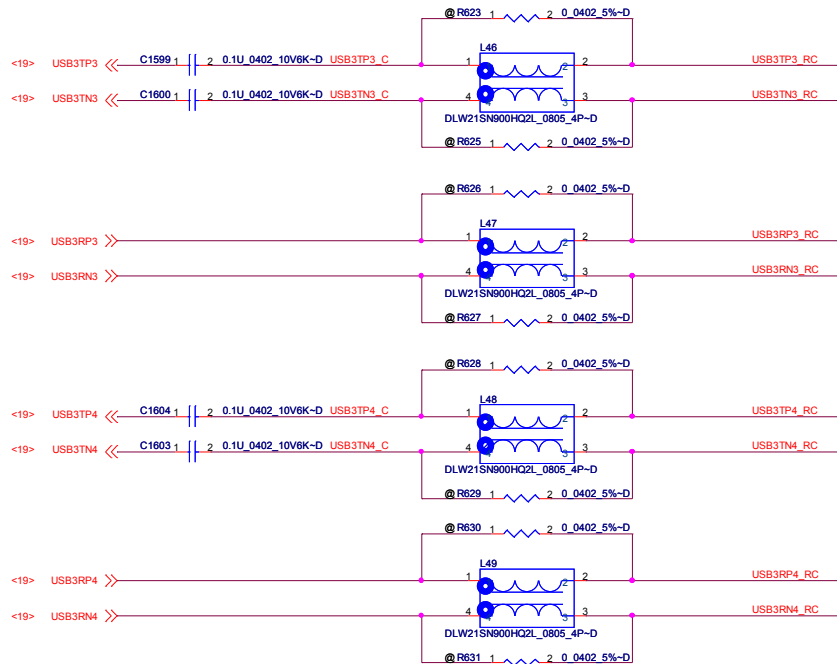 @ R623 1 2 0_0402_5%~D
L46
<19> USB3TP3 C1599 1 2 0.1U_0402_10V6K~D USB3TP3_C 1 2 2 USB3TP3_RC
<19> USB3TN3 C1600 1 2 0.1U_0402_10V6K~D USB3TN3_C 4 4 3 3 USB3TN3_RC
DLW21SN900HQ2L_0805_4P~D
@ R625 1 2 0_0402_5%~D
@ R626 1 2 0_0402_5%~D
L47
<19> USB3RP3 1 2 2 USB3RP3_RC
<19> USB3RN3 4 4 3 3 USB3RN3_RC
DLW21SN900HQ2L_0805_4P~D
@ R627 1 2 0_0402_5%~D
@ R628 1 2 0_0402_5%~D
L48
<19> USB3TP4 C1604 1 2 0.1U_0402_10V6K~D USB3TP4_C 1 2 2 USB3TP4_RC
<19> USB3TN4 C1603 1 2 0.1U_0402_10V6K~D USB3TN4_C 4 4 3 3 USB3TN4_RC
DLW21SN900HQ2L_0805_4P~D
@ R629 1 2 0_0402_5%~D
@ R630 1 2 0_0402_5%~D
L49
<19> USB3RP4 1 2 2 USB3RP4_RC
<19> USB3RN4 4 4 3 3 USB3RN4_RC
DLW21SN900HQ2L_0805_4P~D
@ R631 1 2 0_0402_5%~D